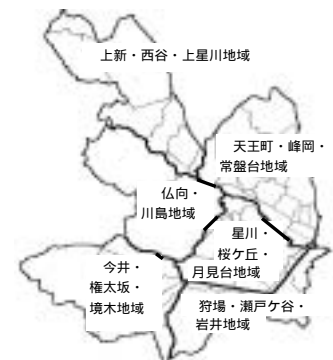 上新・西谷・上星川地域
天王町・峰岡・
常盤台地域
仏向・
川島地域
星川・
桜ケ丘・
月見台地域
今井・
権太坂・
境木地域
狩場・瀬戸ケ谷・
岩井地域